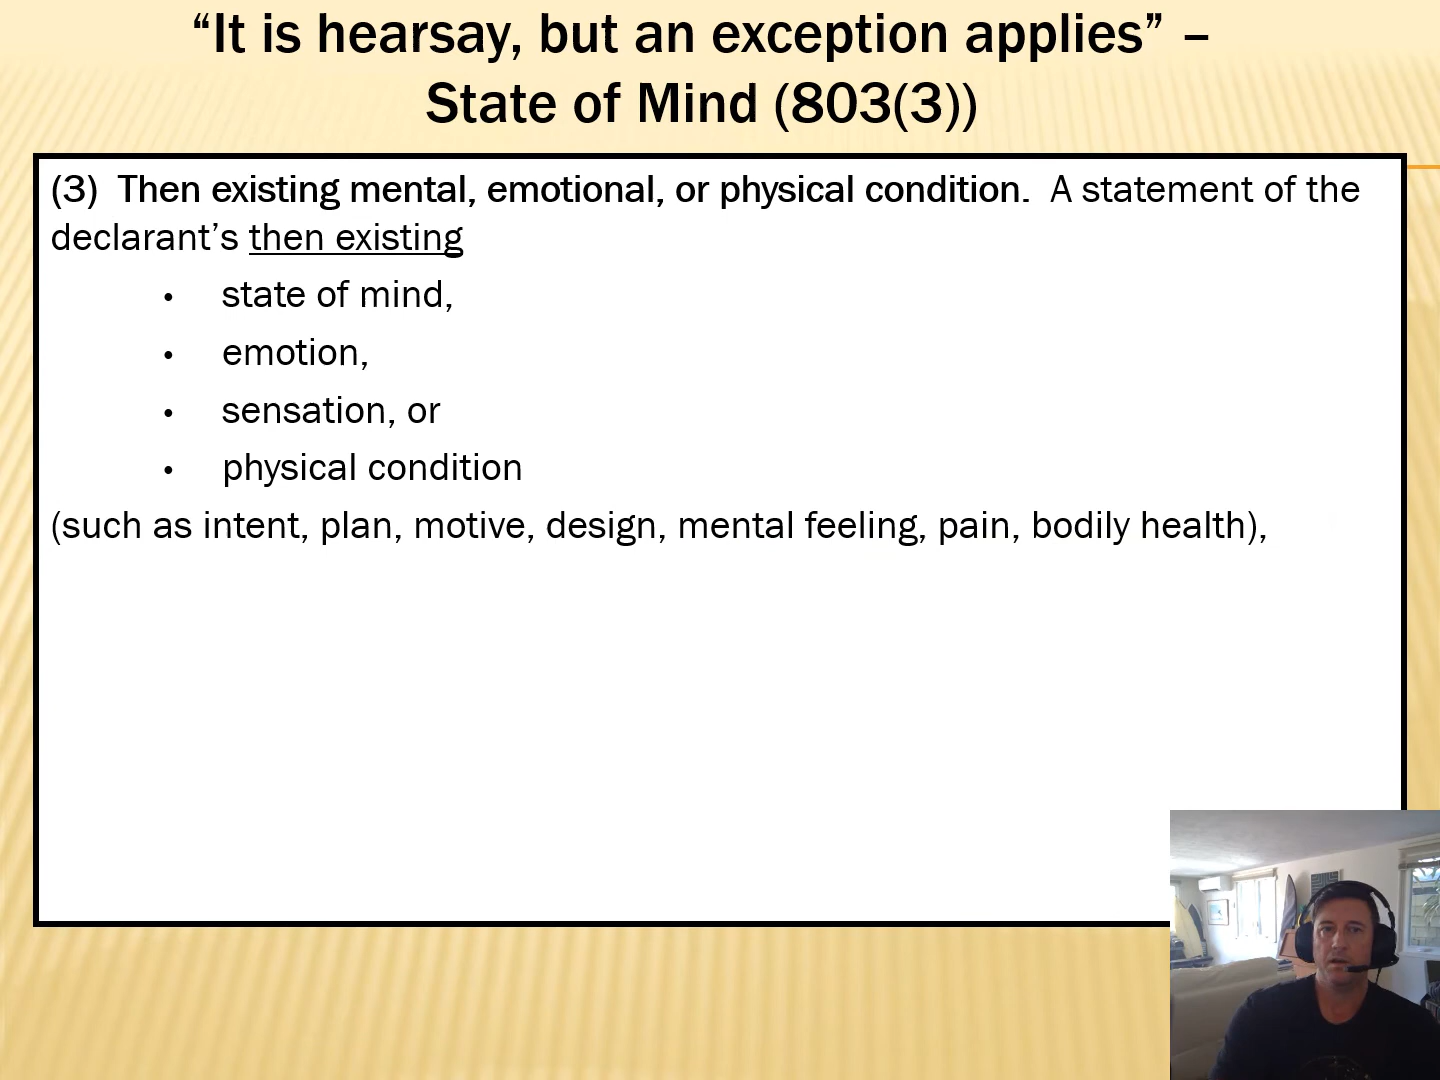 “It is hearsay, but an exception applies” –
State of Mind (803(3))
(3) Then existing mental, emotional, or physical condition. A statement of the
declarant’s then existing
• state of mind,
• emotion,
• sensation, or
• physical condition
(such as intent, plan, motive, design, mental feeling, pain, bodily health),